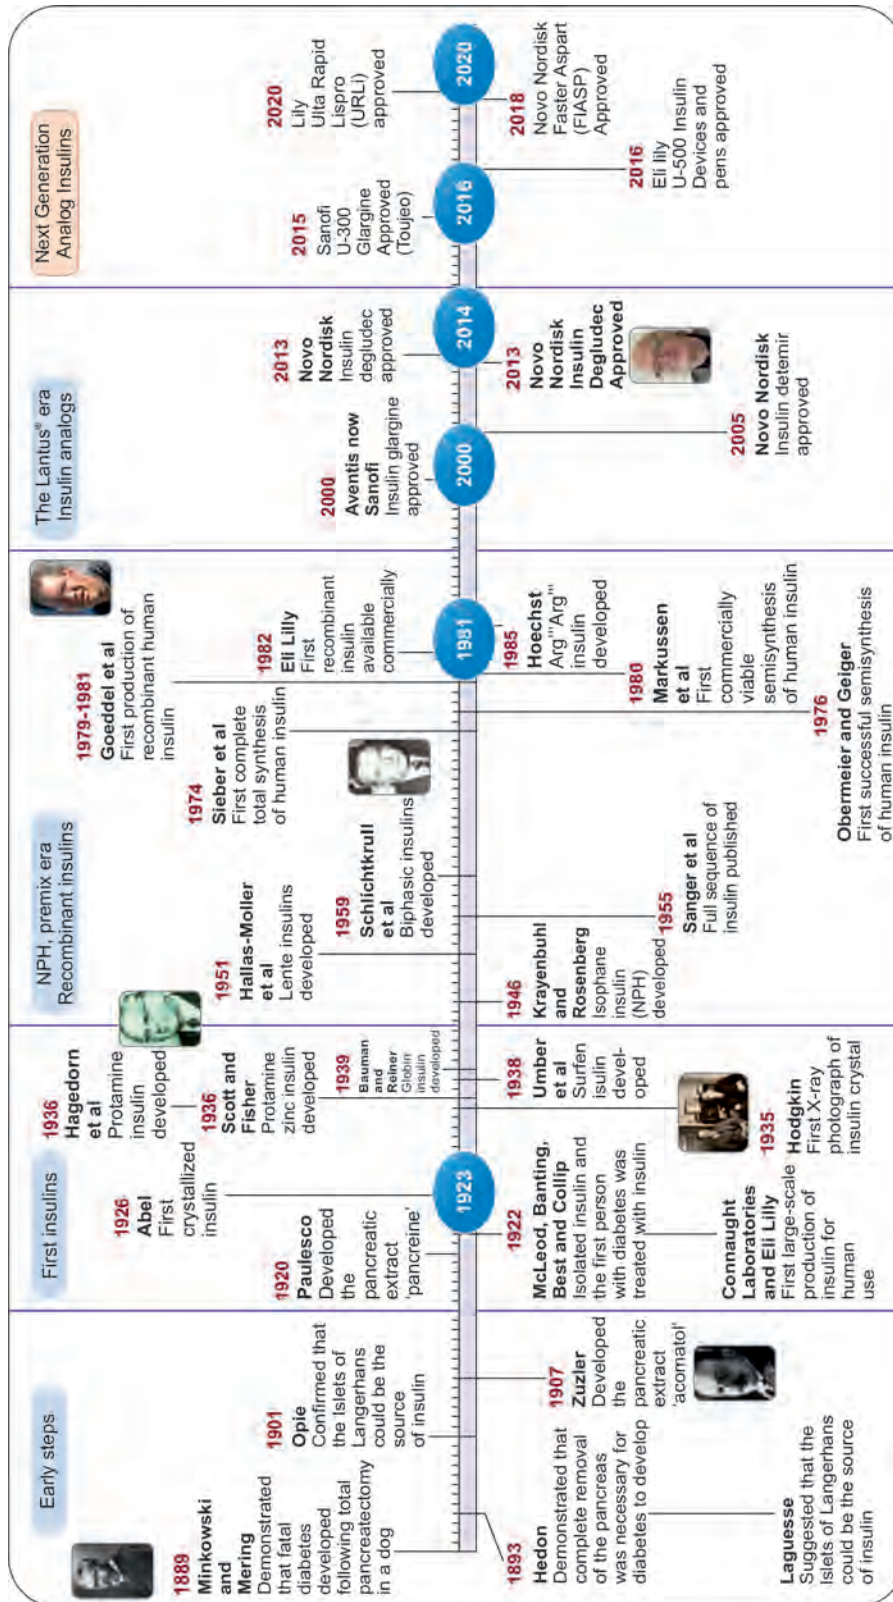 Early steps
1889
Minkowski
and
Mering
Demonstrated
that fatal
diabetes
developed
following total
pancreatectomy
in a dog
1901
Opie
Confirmed that
the Islets of
Langerhans
could be the
source
of insulin
1893
Hedon
Demonstrated that
complete removal
of the pancreas
was necessary for
diabetes to develop
Laguesse
Suggested that the
Islets of Langerhans
could be the source
of insulin
1907
Zuzler
Developed
the
pancreatic
extract
'acomatol'
First insulins
1920
Paulesco
Developed
the
pancreatic
extract
'pancreine'
1926
Abel
First
crystallized
insulin
1923
1936
Hagedorn
et al
Protamine
insulin
developed
1936
Scott and
Fisher
Protamine
zinc insulin
developed
1939
Bauman
and
Reiner
Globin
insulin
developed
1922
McLeod, Banting,
Best and Collip
Isolated insulin and
the first person
with diabetes was
treated with insulin
Connaught
Laboratories
and Eli Lilly
First large-scale
production of
insulin for
human
use
1938
Umber
et al
Surfen
isulin
devel-
oped
1935
Hodgkin
First X-ray
photograph of
insulin crystal
NPH, premix era
Recombinant insulins
1951
Hallas-Moller
et al
Lente insulins
developed
1959
Schlichtkrull
et al
Biphasic insulins
developed
1974
Sieber et al
First complete
total synthesis
of human insulin
1979-1981
Goeddel et al
First production of
recombinant human
insulin
1982
Eli Lilly
First
recombinant
insulin
available
commercially
1981
1946
Krayenbuhl
and
Rosenberg
Isophane
insulin
(NPH)
developed
1955
Sanger et al
Full sequence of
insulin published
1976
Obermeier and Geiger
First successful semisynthesis
of human insulin
1980
Markussen
et al
First
commercially
viable
semisynthesis
of human insulin
1985
Hoechst
Arg'''Arg'''
insulin
developed
The Lantus® era
Insulin analogs
2000
Aventis now
Sanofi
Insulin glargine
approved
2013
Novo
Nordisk
Insulin
degludec
approved
2000
2014
2005
Novo Nordisk
Insulin detemir
approved
2013
Novo
Nordisk
Insulin
Degludec
Approved
Next Generation
Analog Insulins
2015
Sanofi
U-300
Glargine
Approved
(Toujeo)
2020
Lily
Ulta Rapid
Lispro
(URLi)
approved
2016
2020
2016
Eli lily
U-500 Insulin
Devices and
pens approved
2018
Novo Nordisk
Faster Aspart
(FIASP)
Approved